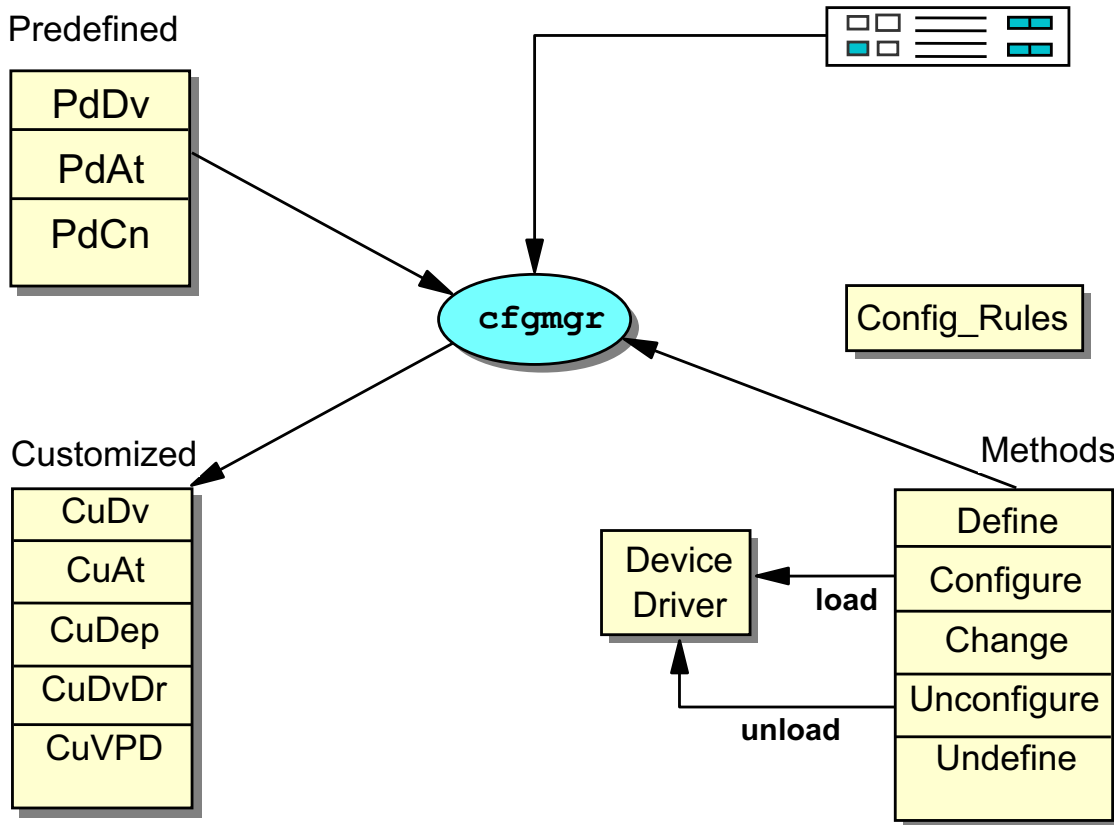 Predefined
PdDv
PdAt
PdCn
cfgmgr
Config_Rules
Customized
CuDv
CuAt
CuDep
CuDvDr
CuVPD
Device
Driver
load
unload
Methods
Define
Configure
Change
Unconfigure
Undefine